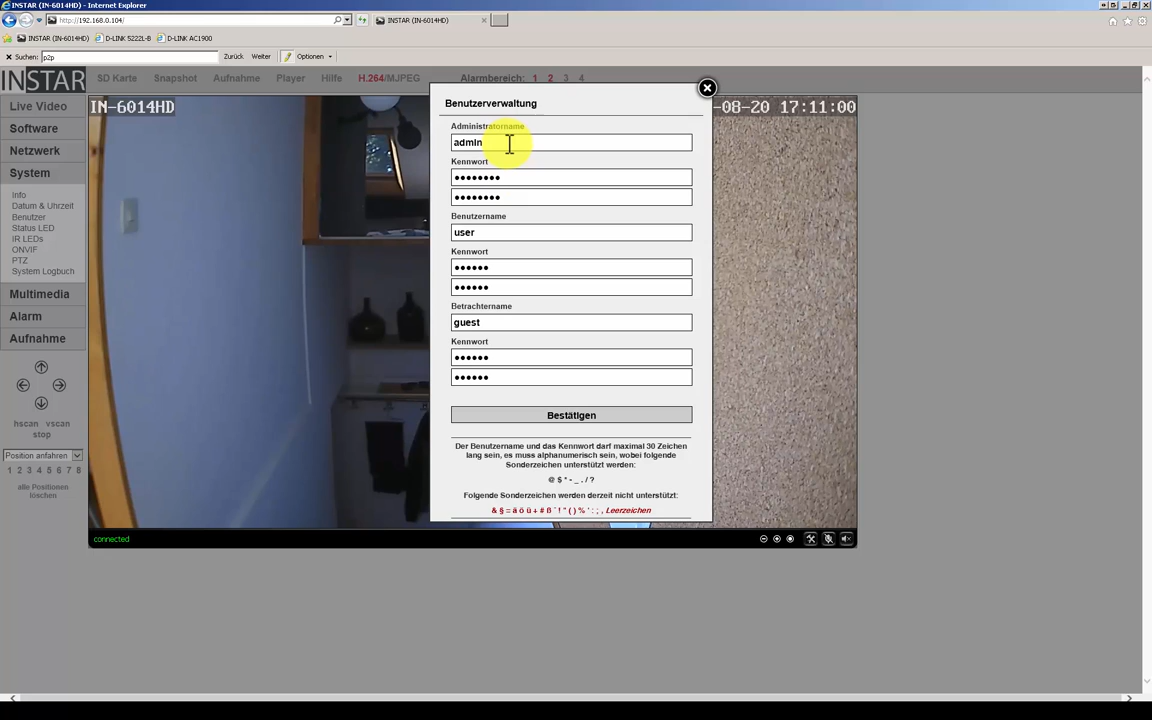 INSTAR (IN-6014HD) - Internet Explorer
http://192.168.0.104/
INSTAR (IN-6014HD)
INSTAR (IN-6014HD) D-LINK 5222L-B D-LINK AC1900
Suchen: p2p Zurück Weiter Optionen
INSTAR SD Karte Snapshot Aufnahme Player Hilfe H.264/MJPEG Alarmbereich: 1 2 3 4
IN-6014HD
-08-20 17:11:00
Live Video
Software
Netzwerk
System
Info
Datum & Uhrzeit
Benutzer
Status LED
IR LEDs
ONVIF
PTZ
System Logbuch
Multimedia
Alarm
Aufnahme
hscan vscan
stop
Position anfahren
1 2 3 4 5 6 7 8
alle Positionen
löschen
Benutzerverwaltung
Administratorname
admin
Kennwort
●●●●●●●●
●●●●●●●●
Benutzername
user
Kennwort
●●●●●●
●●●●●●
Betrachtername
guest
Kennwort
●●●●●●
●●●●●●
Bestätigen
Der Benutzername und das Kennwort darf maximal 30 Zeichen
lang sein, es muss alphanumerisch sein, wobei folgende
Sonderzeichen unterstützt werden:
@ $ * - _ . / ?
Folgende Sonderzeichen werden derzeit nicht unterstützt:
& § = ä ö ü + # ß ` ! " ( ) % ' : ; , Leerzeichen
connected